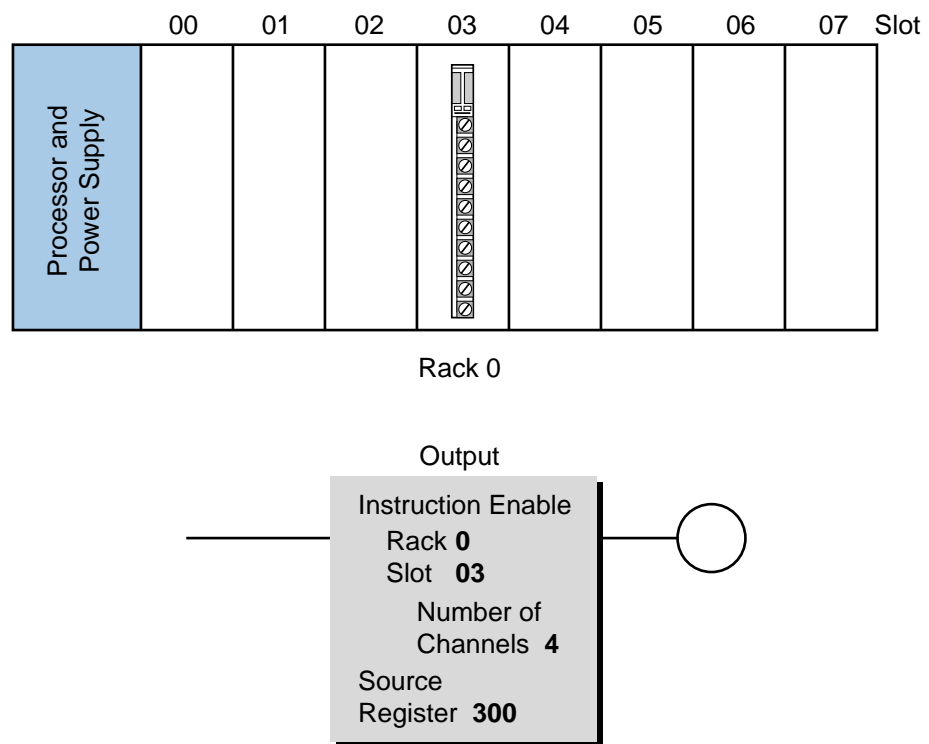 00 01 02 03 04 05 06 07 Slot
Processor and
Power Supply
Rack 0
Output
Instruction Enable
Rack 0
Slot 03
Number of
Channels 4
Source
Register 300